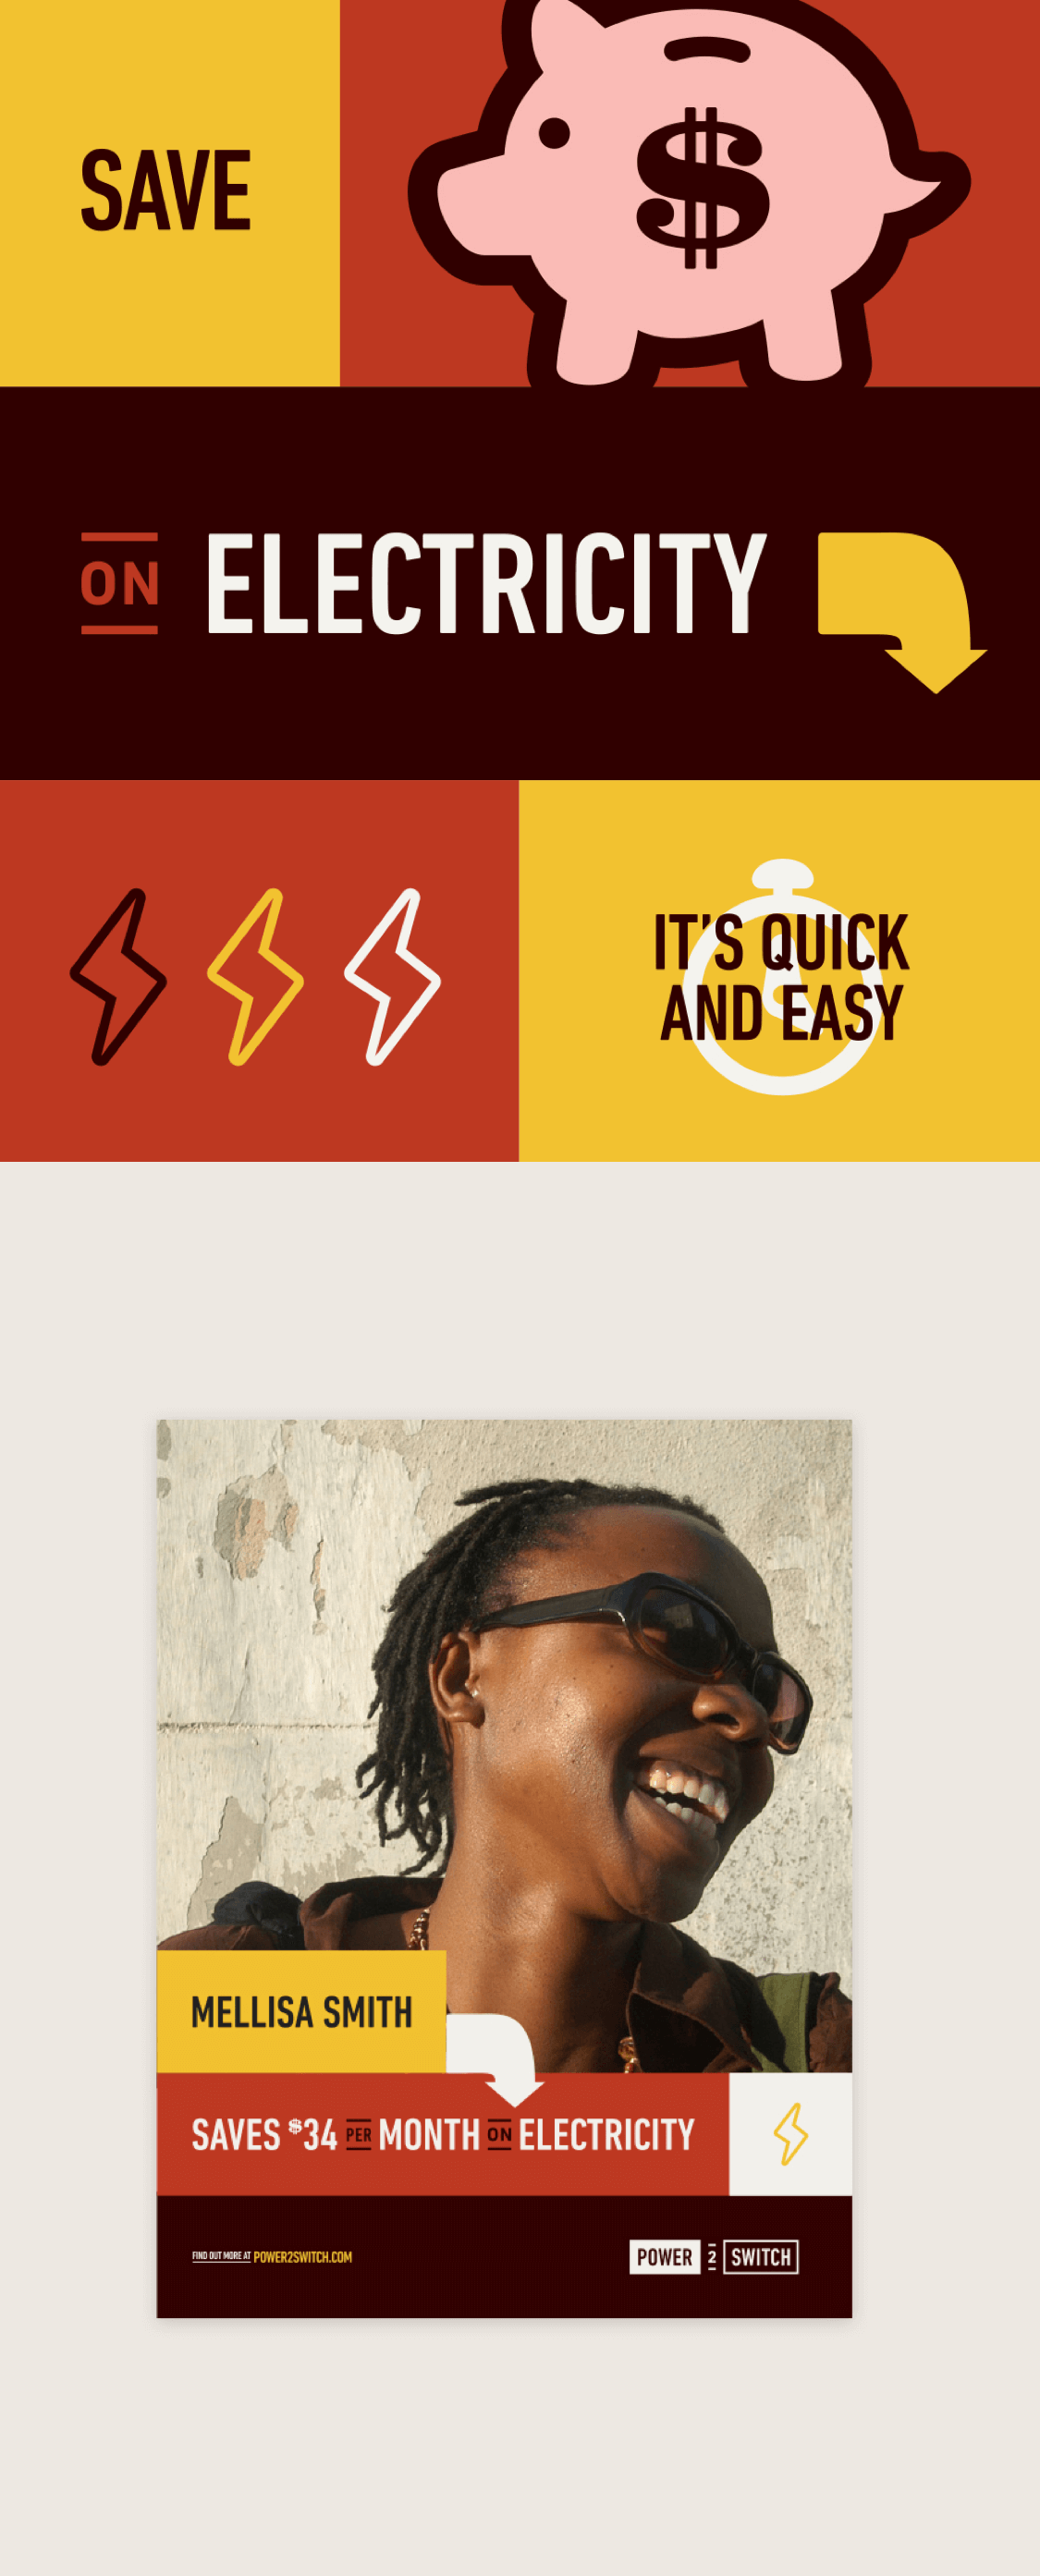 SAVE
$
ON ELECTRICITY
IT'S QUICK
AND EASY
MELLISA SMITH
SAVES $34 PER MONTH ON ELECTRICITY
FIND OUT MORE AT POWER2SWITCH.COM
POWER 2 SWITCH